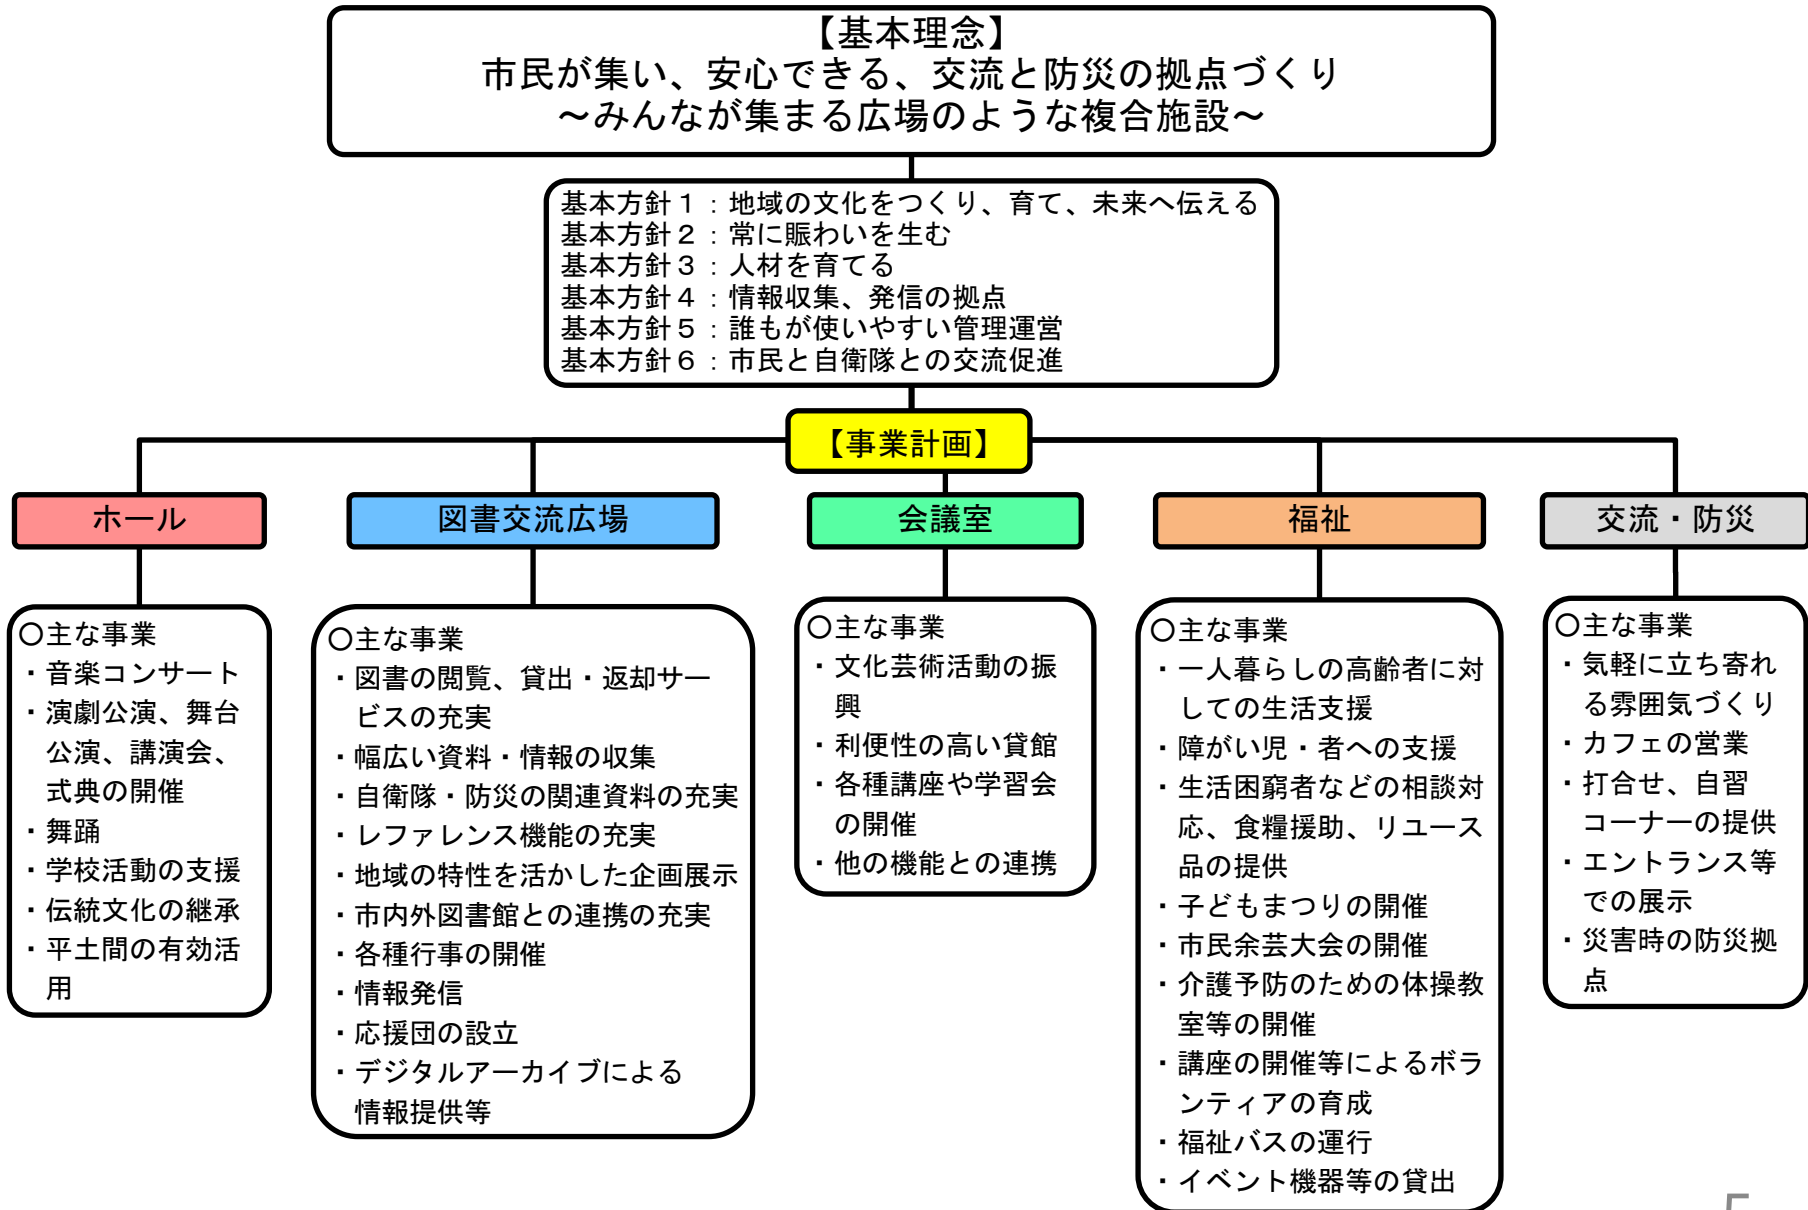 【基本理念】
市民が集い、安心できる、交流と防災の拠点づくり
～みんなが集まる広場のような複合施設～
基本方針１：地域の文化をつくり、育て、未来へ伝える
基本方針２：常に賑わいを生む
基本方針３：人材を育てる
基本方針４：情報収集、発信の拠点
基本方針５：誰もが使いやすい管理運営
基本方針６：市民と自衛隊との交流促進
【事業計画】
ホール
○主な事業
・音楽コンサート
・演劇公演、舞台
公演、講演会、
式典の開催
・舞踊
・学校活動の支援
・伝統文化の継承
・平土間の有効活
用
図書交流広場
○主な事業
・図書の閲覧、貸出・返却サー
ビスの充実
・幅広い資料・情報の収集
・自衛隊・防災の関連資料の充実
・レファレンス機能の充実
・地域の特性を活かした企画展示
・市内外図書館との連携の充実
・各種行事の開催
・情報発信
・応援団の設立
・デジタルアーカイブによる
情報提供等
会議室
○主な事業
・文化芸術活動の振
興
・利便性の高い貸館
・各種講座や学習会
の開催
・他の機能との連携
福祉
○主な事業
・一人暮らしの高齢者に対
しての生活支援
・障がい児・者への支援
・生活困窮者などの相談対
応、食糧援助、リユース
品の提供
・子どもまつりの開催
・市民余芸大会の開催
・介護予防のための体操教
室等の開催
・講座の開催等によるボラ
ンティアの育成
・福祉バスの運行
・イベント機器等の貸出
交流・防災
○主な事業
・気軽に立ち寄れ
る雰囲気づくり
・カフェの営業
・打合せ、自習
コーナーの提供
・エントランス等
での展示
・災害時の防災拠
点